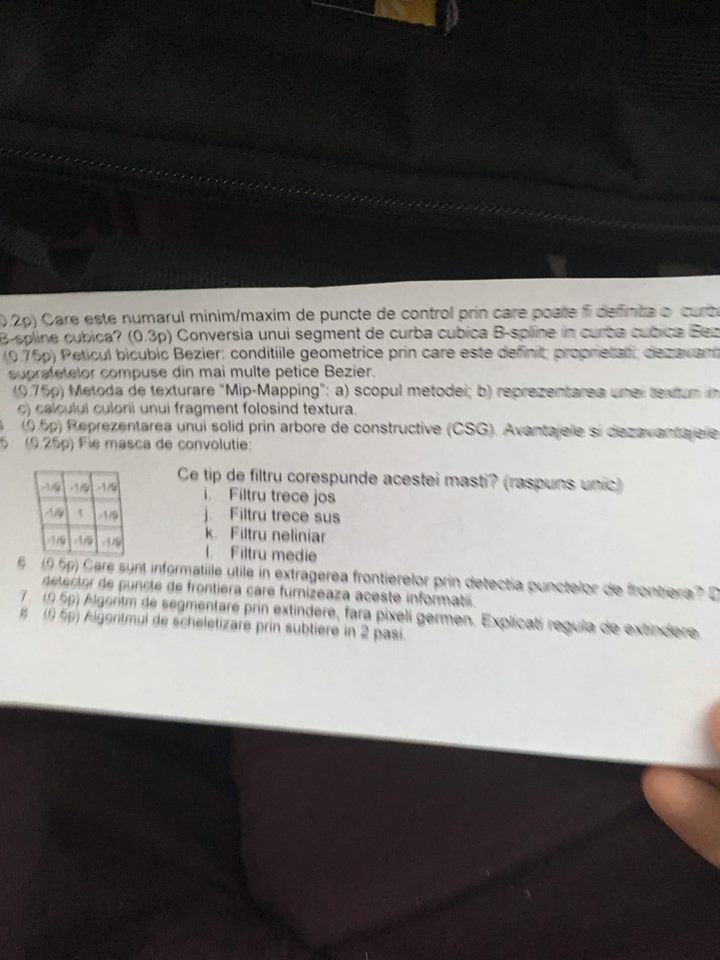 0.2p) Care este numarul minim/maxim de puncte de control prin care poate fi definita o curba
B-spline cubica? (0.3p) Conversia unui segment de curba cubica B-spline in curba cubica Bez
(0.75p) Peticul bicubic Bezier: conditiile geometrice prin care este definit; proprietati; dezavant
suprafetelor compuse din mai multe petice Bezier.
(0.75p) Metoda de texturare "Mip-Mapping": a) scopul metodei; b) reprezentarea unei texturi in
c) calculul culorii unui fragment folosind textura.
(0.5p) Reprezentarea unui solid prin arbore de constructive (CSG). Avantajele si dezavantajele
5. (0.25p) Fie masca de convolutie:
Ce tip de filtru corespunde acestei masti? (raspuns unic)
-1/9 -1/9 -1/9
i. Filtru trece jos
-1/9 1 -1/9
j. Filtru trece sus
k. Filtru neliniar
-1/9 -1/9 -1/9
l. Filtru medie
6. (0.5p) Care sunt informatiile utile in extragerea frontierelor prin detectia punctelor de frontiera? D
detector de puncte de frontiera care furnizeaza aceste informatii.
7. (0.5p) Algoritm de segmentare prin extindere, fara pixeli germen. Explicati regula de extindere.
8. (0.5p) Algoritmul de scheletizare prin subtiere in 2 pasi.